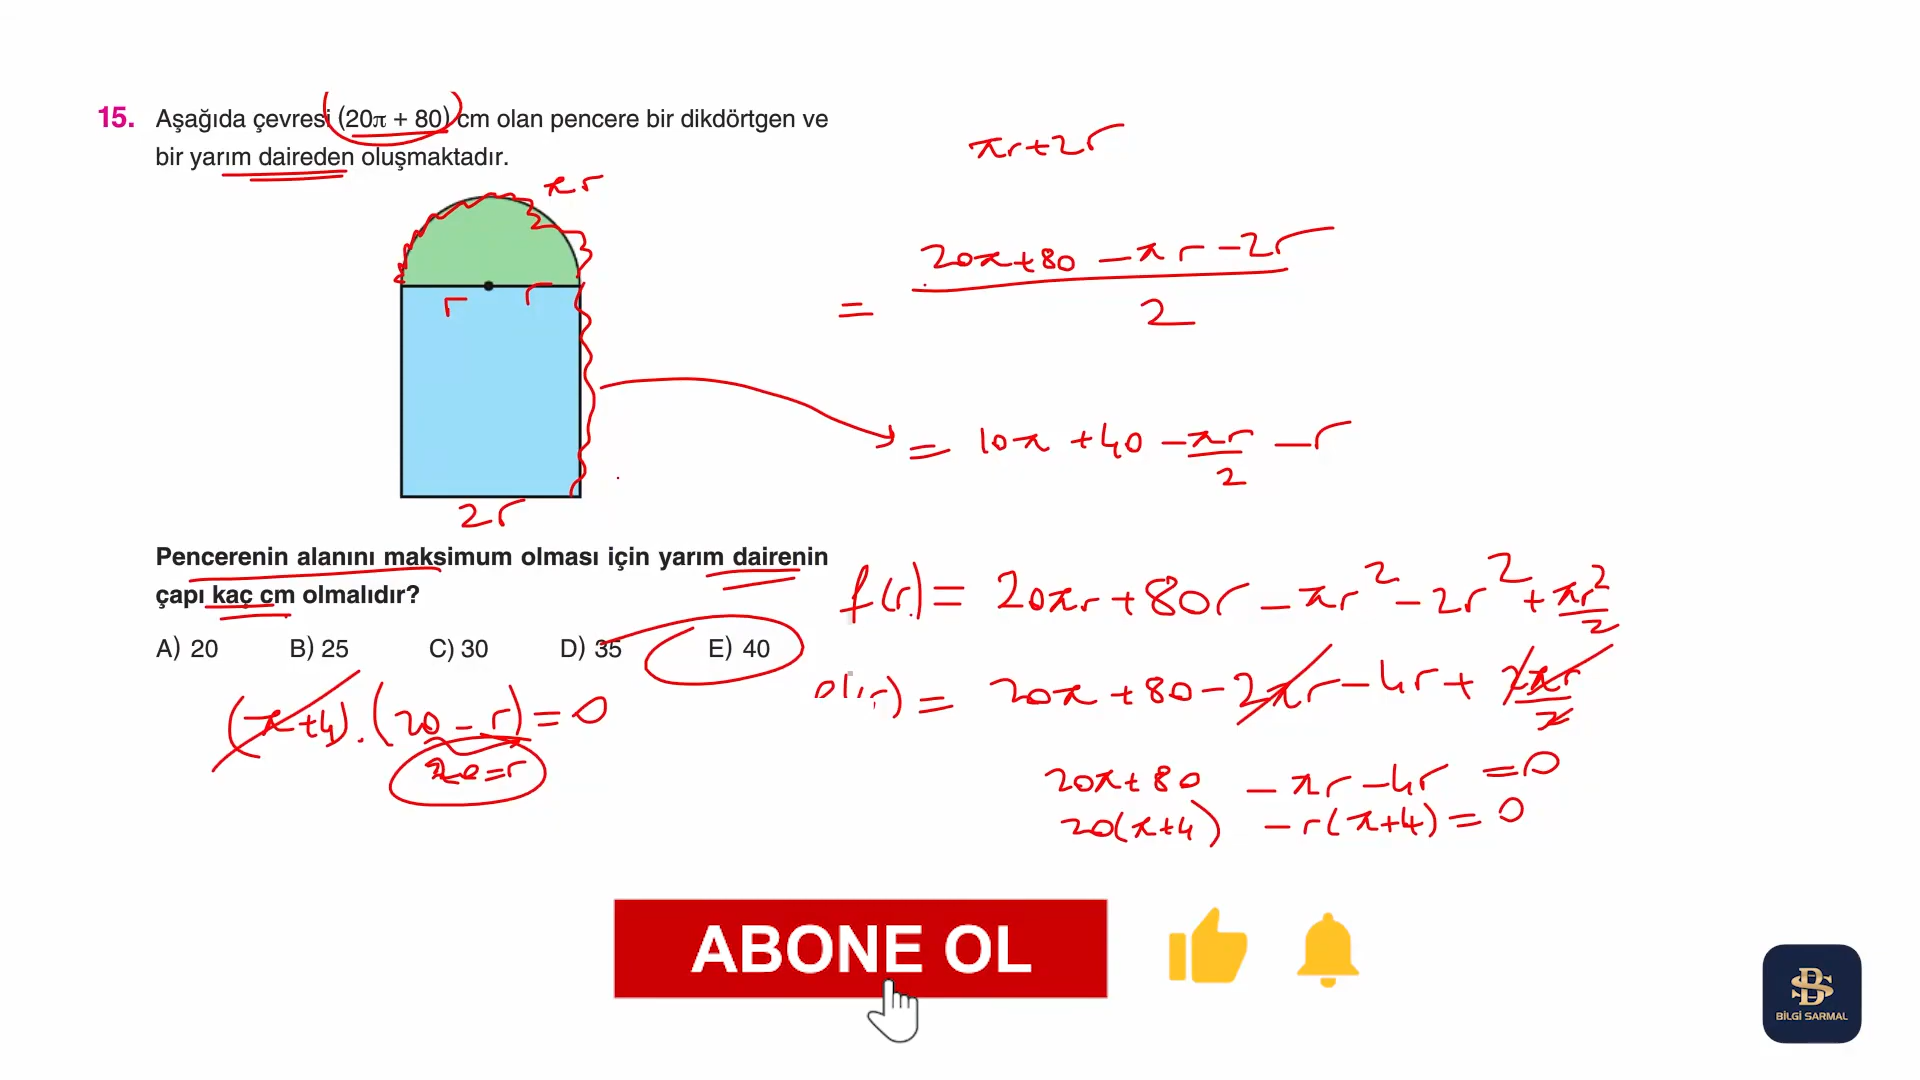 15. Aşağıda çevresi (20π + 80) cm olan pencere bir dikdörtgen ve
bir yarım daireden oluşmaktadır.
πr
r r
2r
Pencerenin alanını maksimum olması için yarım dairenin
çapı kaç cm olmalıdır?
A) 20 B) 25 C) 30 D) 35 E) 40
(π+4).(20-r)=0
20=r
πr+2r
= 20π+80-πr-2r / 2
= 10π+40-πr/2-r
f(r)= 20πr+80r-πr²-2r²+πr²/2
= 20π+80-2πr-4r+2πr/2
20π+80 -πr-4r =0
20(π+4) -r(π+4)=0
ABONE OL
BİLGİ SARMAL